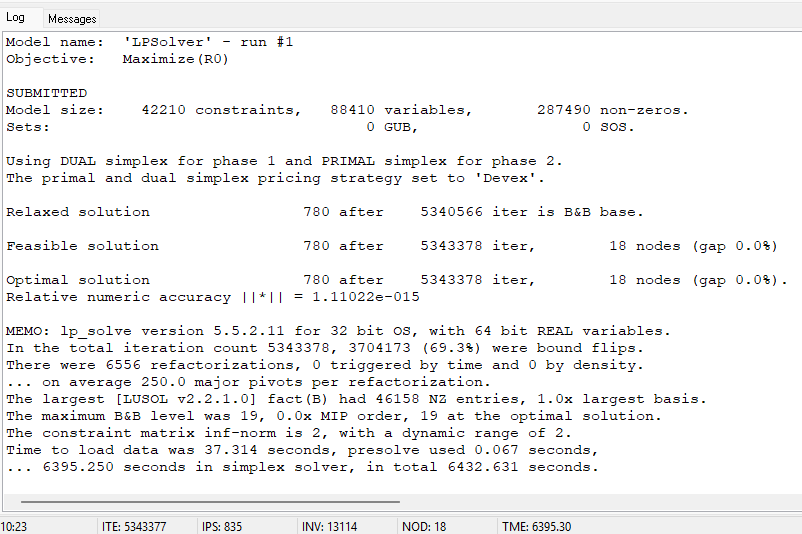 Log Messages
Model name: 'LPSolver' - run #1
Objective: Maximize(R0)
SUBMITTED
Model size: 42210 constraints, 88410 variables, 287490 non-zeros.
Sets: 0 GUB, 0 SOS.
Using DUAL simplex for phase 1 and PRIMAL simplex for phase 2.
The primal and dual simplex pricing strategy set to 'Devex'.
Relaxed solution 780 after 5340566 iter is B&B base.
Feasible solution 780 after 5343378 iter, 18 nodes (gap 0.0%)
Optimal solution 780 after 5343378 iter, 18 nodes (gap 0.0%).
Relative numeric accuracy ||*|| = 1.11022e-015
MEMO: lp_solve version 5.5.2.11 for 32 bit OS, with 64 bit REAL variables.
In the total iteration count 5343378, 3704173 (69.3%) were bound flips.
There were 6556 refactorizations, 0 triggered by time and 0 by density.
... on average 250.0 major pivots per refactorization.
The largest [LUSOL v2.2.1.0] fact(B) had 46158 NZ entries, 1.0x largest basis.
The maximum B&B level was 19, 0.0x MIP order, 19 at the optimal solution.
The constraint matrix inf-norm is 2, with a dynamic range of 2.
Time to load data was 37.314 seconds, presolve used 0.067 seconds,
... 6395.250 seconds in simplex solver, in total 6432.631 seconds.
10:23 ITE: 5343377 IPS: 835 INV: 13114 NOD: 18 TME: 6395.30